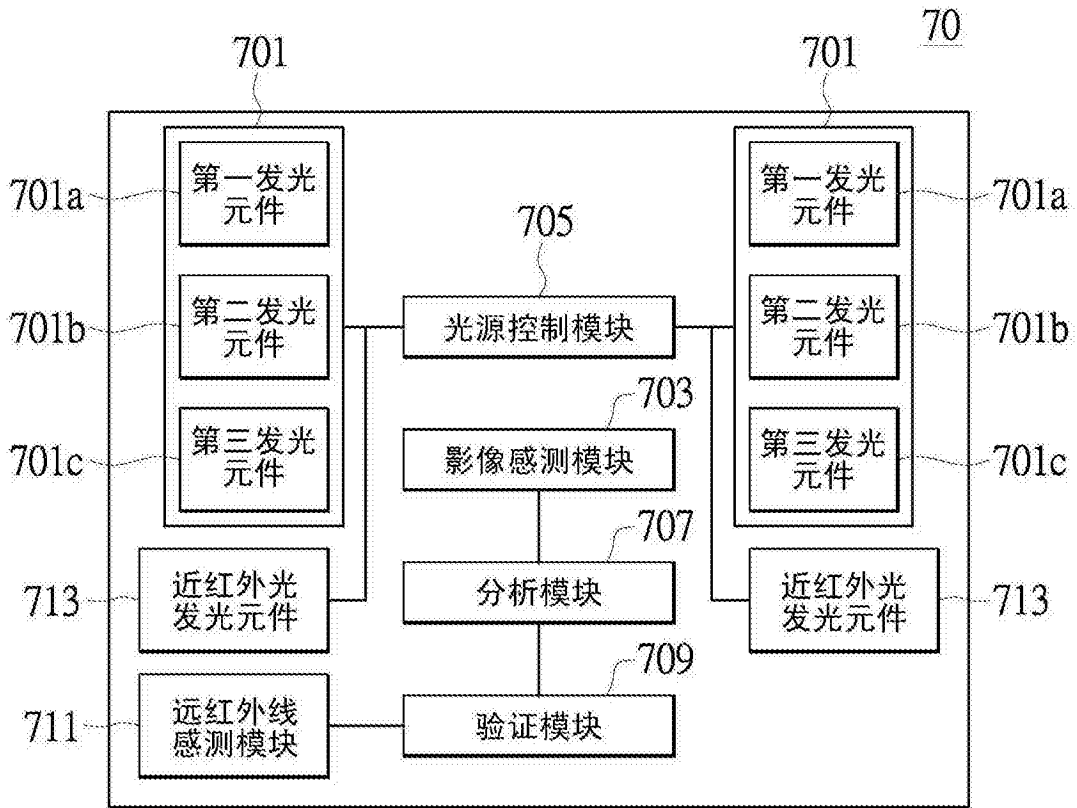 70
701
701
701a
第一发光
元件
第一发光
元件
701a
705
701b
第二发光
元件
光源控制模块
第二发光
元件
701b
703
701c
第三发光
元件
影像感测模块
第三发光
元件
701c
707
713
近红外光
发光元件
分析模块
近红外光
发光元件
713
709
711
远红外线
感测模块
验证模块